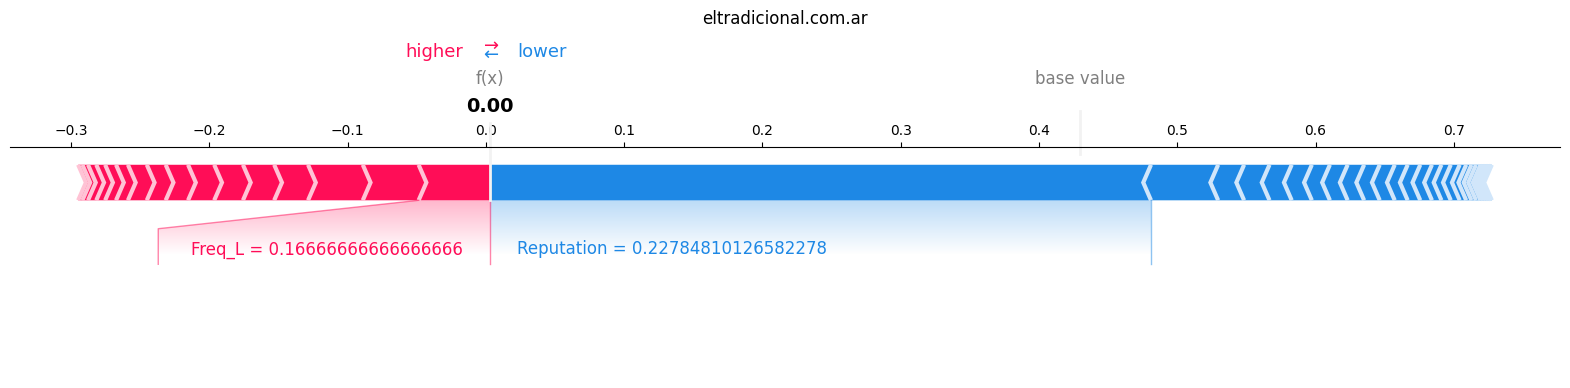 eltradicional.com.ar
higher ⇄ lower
f(x) base value
0.00
−0.3 −0.2 −0.1 0.0 0.1 0.2 0.3 0.4 0.5 0.6 0.7
Freq_L = 0.16666666666666666 Reputation = 0.22784810126582278